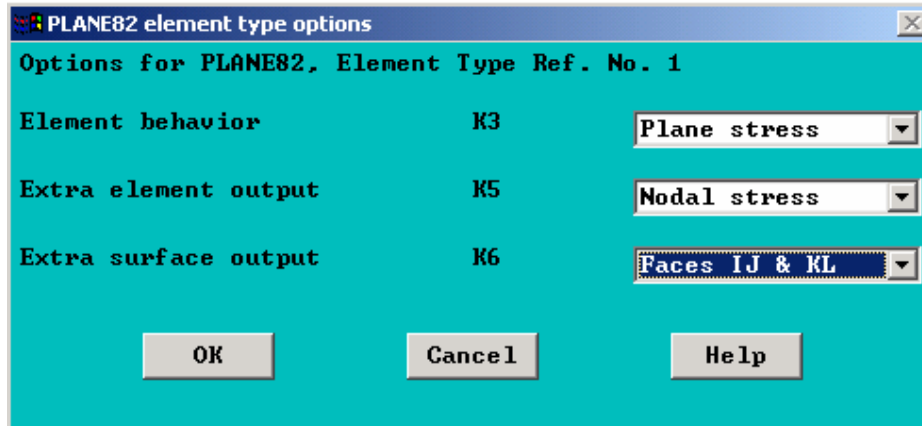 PLANE82 element type options
Options for PLANE82, Element Type Ref. No. 1
Element behavior K3 Plane stress
Extra element output K5 Nodal stress
Extra surface output K6 Faces IJ & KL
OK Cancel Help